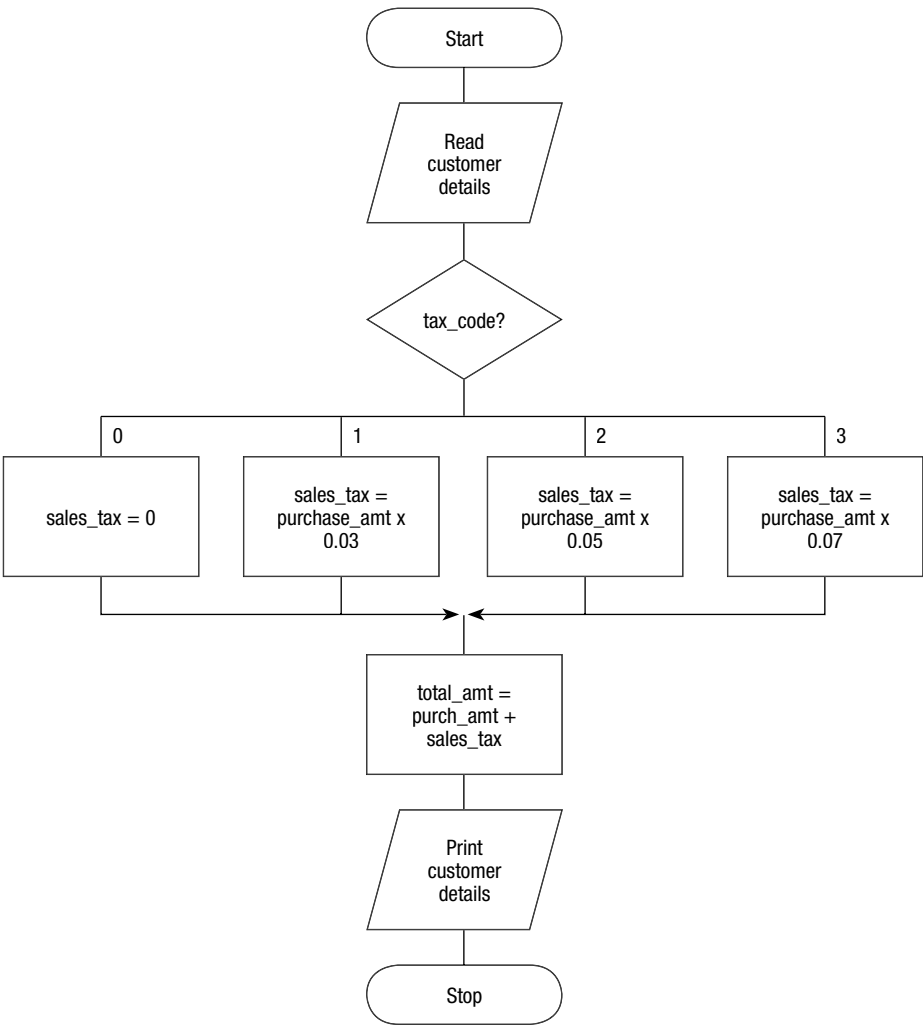 Start
Read
customer
details
tax_code?
0
1
2
3
sales_tax = 0
sales_tax =
purchase_amt x
0.03
sales_tax =
purchase_amt x
0.05
sales_tax =
purchase_amt x
0.07
total_amt =
purch_amt +
sales_tax
Print
customer
details
Stop